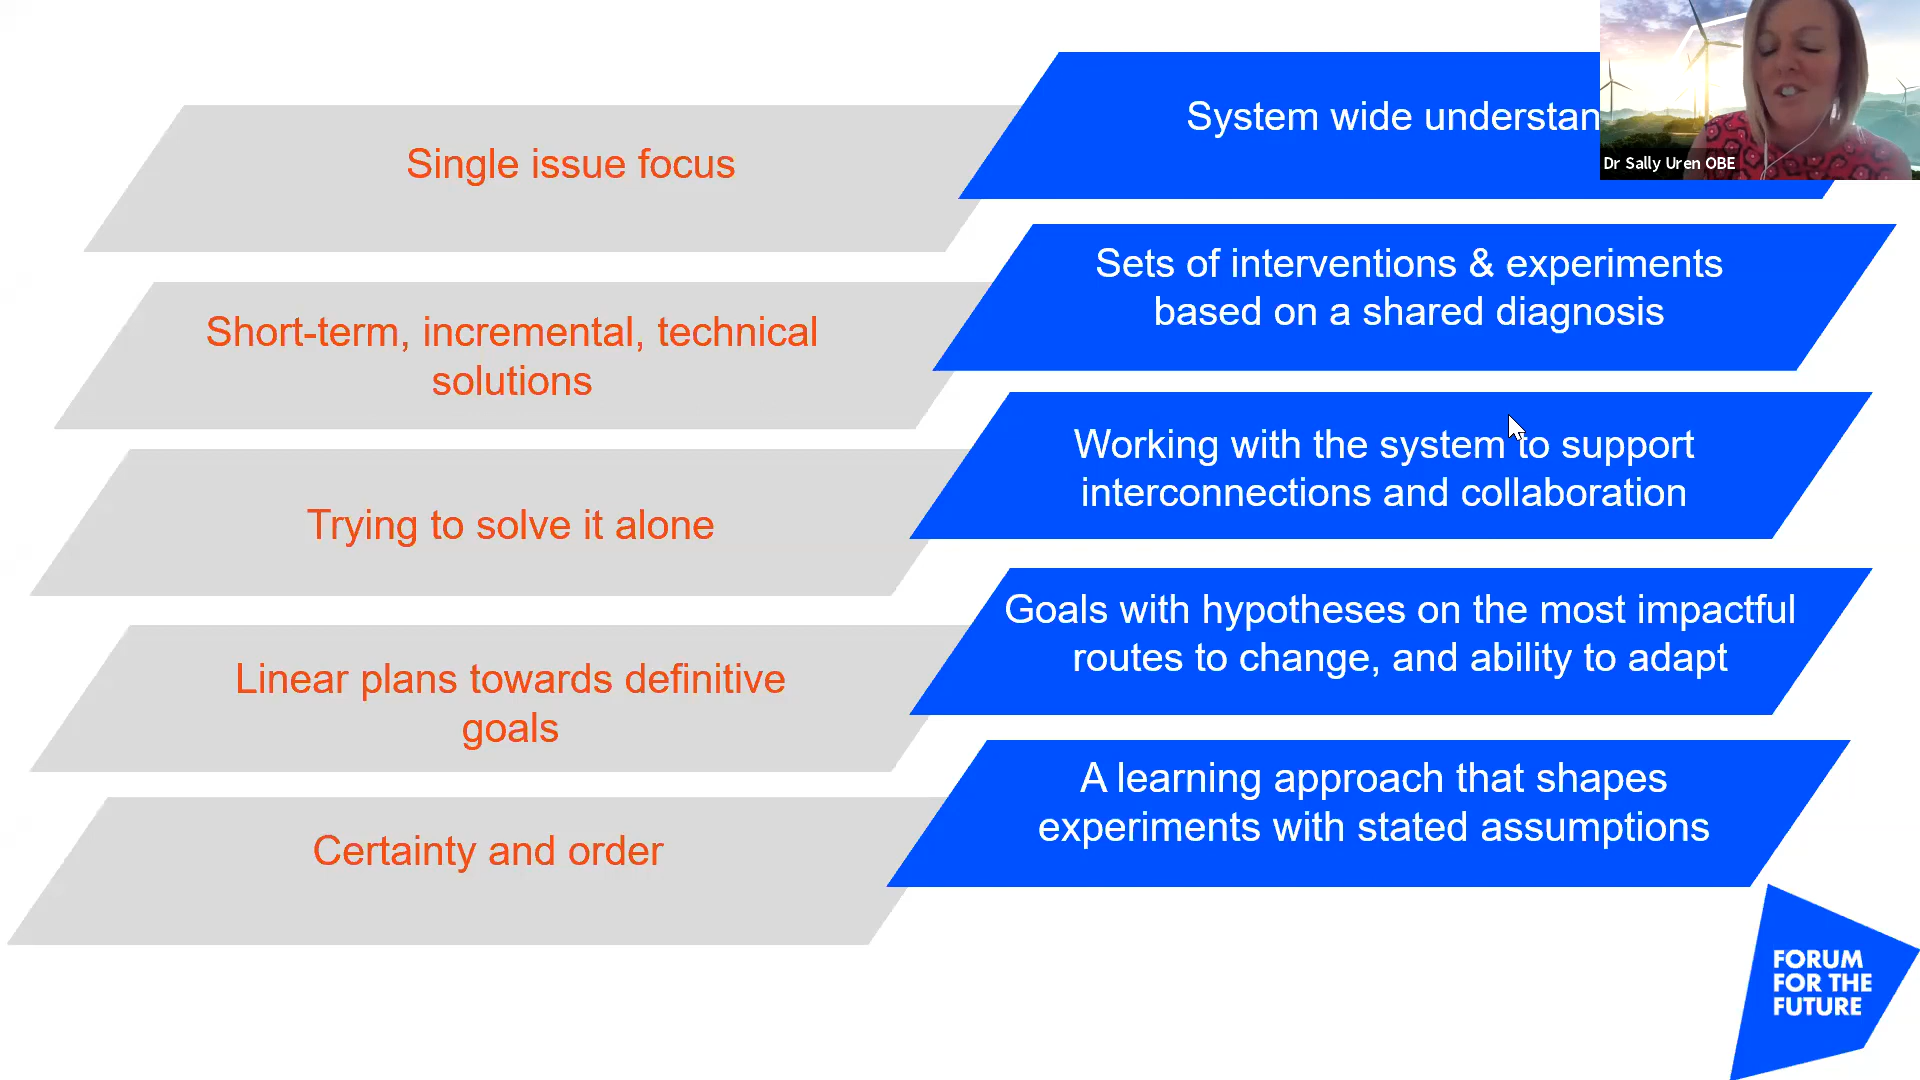 Single issue focus
System wide
Dr Sally Uren OBE
Short-term, incremental, technical
solutions
Sets of interventions & experiments
based on a shared diagnosis
Trying to solve it alone
Working with the system to support
interconnections and collaboration
Linear plans towards definitive
goals
Goals with hypotheses on the most impactful
routes to change, and ability to adapt
Certainty and order
A learning approach that shapes
experiments with stated assumptions
FORUM
FOR THE
FUTURE